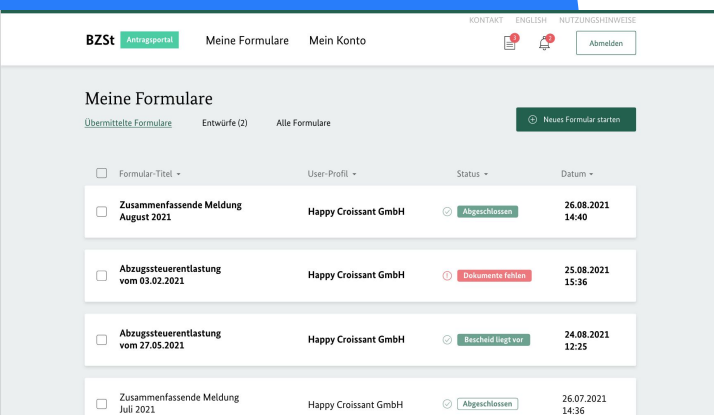 KONTAKT ENGLISH NUTZUNGSHINWEISE
BZSt Antragsportal Meine Formulare Mein Konto 3 2 Abmelden
Meine Formulare
Übermittelte Formulare Entwürfe (2) Alle Formulare Neues Formular starten
Formular-Titel User-Profil Status Datum
Zusammenfassende Meldung
August 2021
Happy Croissant GmbH Abgeschlossen
26.08.2021
14:40
Abzugssteuerentlastung
vom 03.02.2021
Happy Croissant GmbH Dokumente fehlen
25.08.2021
15:36
Abzugssteuerentlastung
vom 27.05.2021
Happy Croissant GmbH Bescheid liegt vor
24.08.2021
12:25
Zusammenfassende Meldung
Juli 2021
Happy Croissant GmbH Abgeschlossen
26.07.2021
14:36